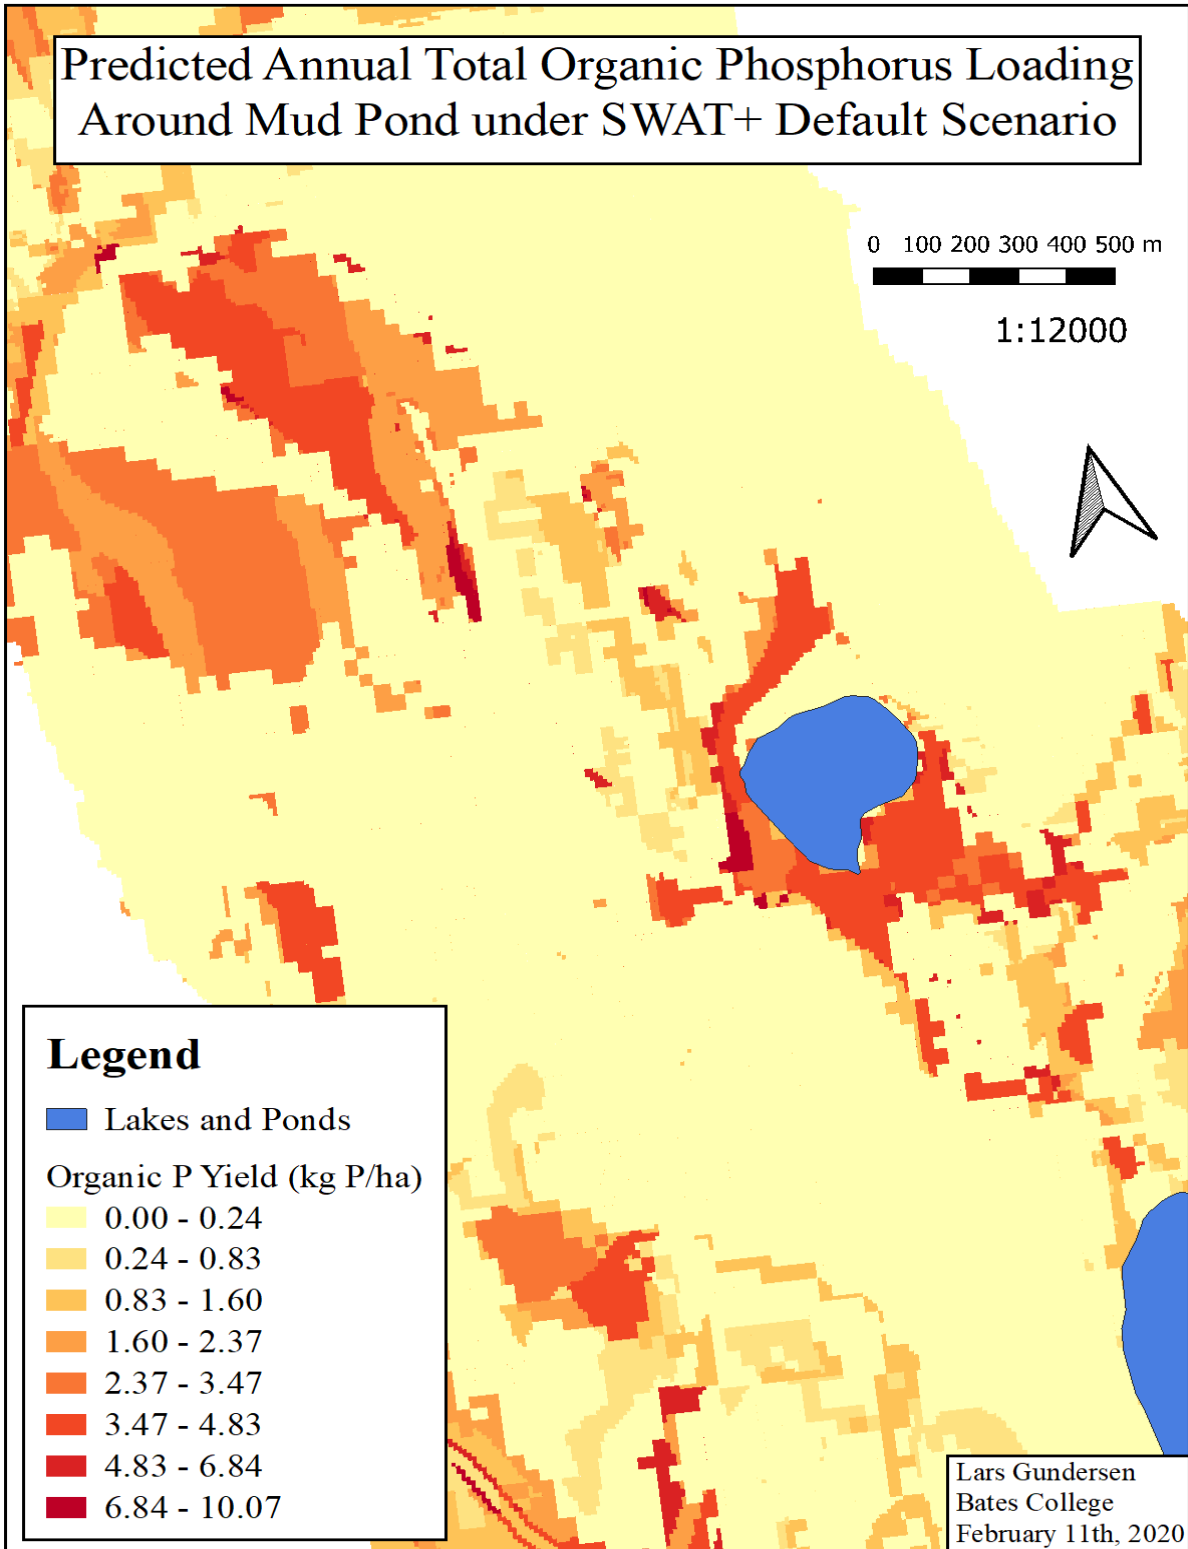 Predicted Annual Total Organic Phosphorus Loading
Around Mud Pond under SWAT+ Default Scenario
0 100 200 300 400 500 m
1:12000
Legend
Lakes and Ponds
Organic P Yield (kg P/ha)
0.00 - 0.24
0.24 - 0.83
0.83 - 1.60
1.60 - 2.37
2.37 - 3.47
3.47 - 4.83
4.83 - 6.84
6.84 - 10.07
Lars Gundersen
Bates College
February 11th, 2020